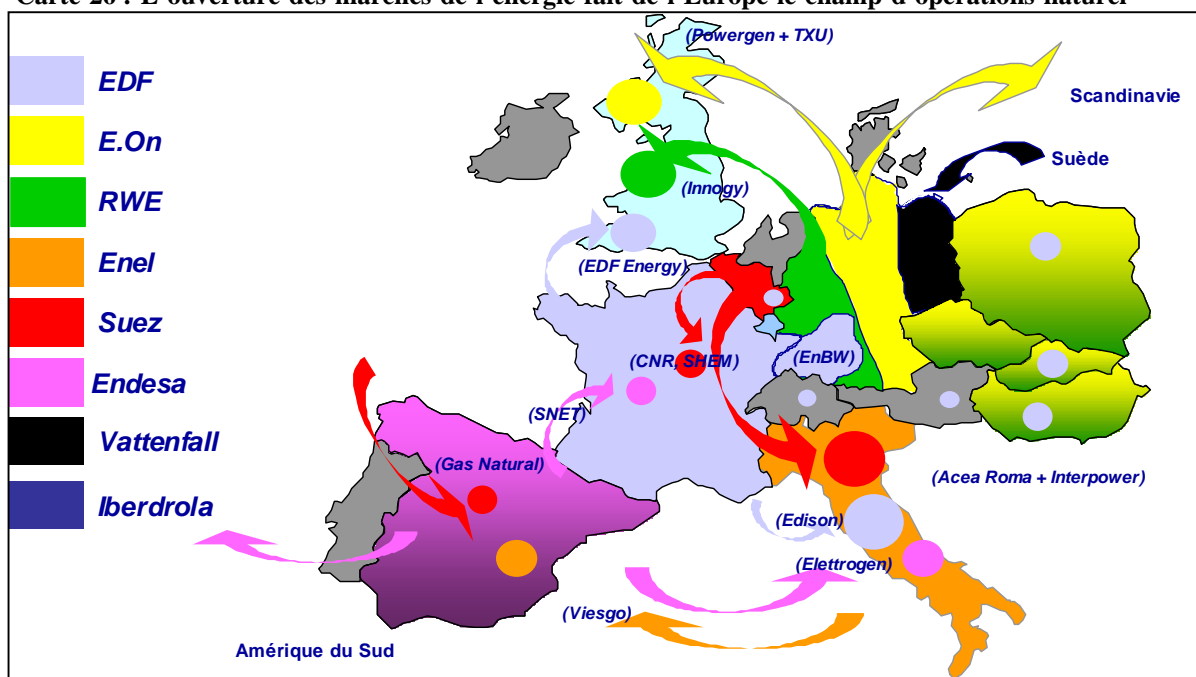 Carte 20 : L'ouverture des marchés de l'énergie fait de l'Europe le champ d'opérations naturel
(Powergen + TXU)
EDF
Scandinavie
E.On
Suède
RWE
(Innogy)
Enel
(EDF Energy)
Suez
(CNR, SHEM)
(EnBW)
Endesa
(SNET)
Vattenfall
(Gas Natural)
(Acea Roma + Interpower)
Iberdrola
(Edison)
(Elettrogen)
(Viesgo)
Amérique du Sud